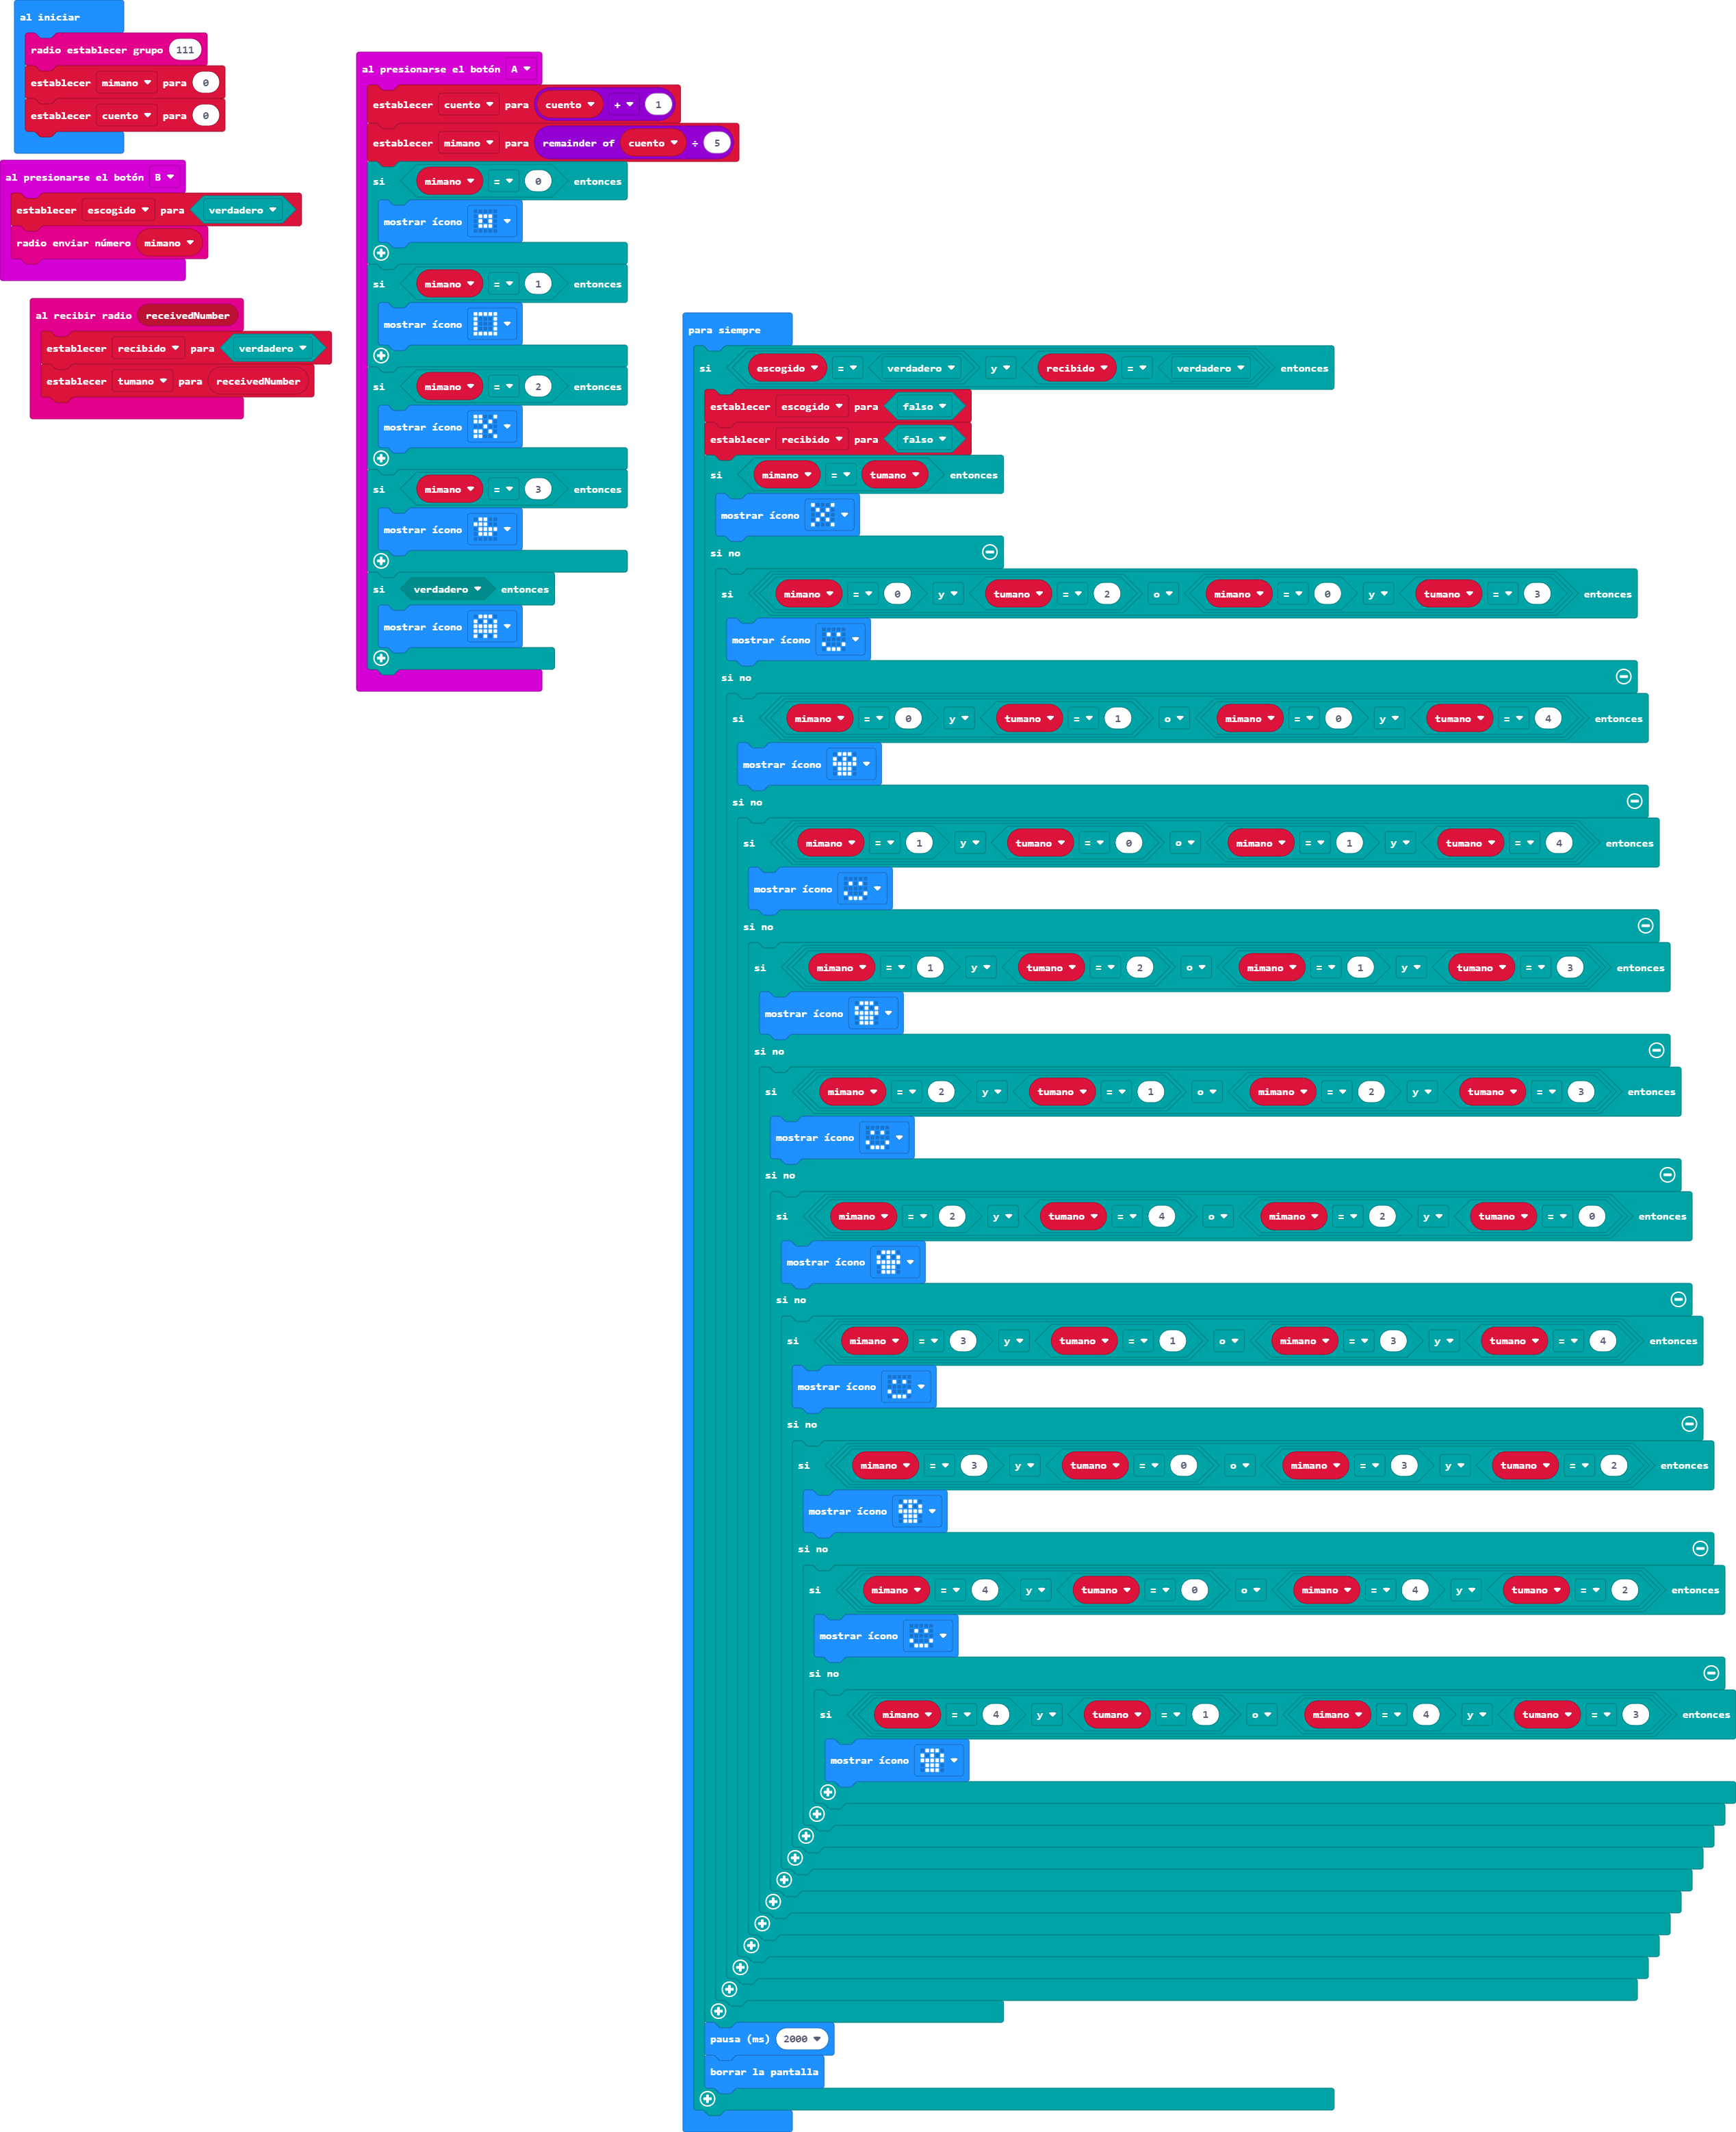 al iniciar
radio establecer grupo 111
establecer mimano para 0
establecer cuento para 0
al presionarse el botón B
establecer escogido para verdadero
radio enviar número mimano
al recibir radio receivedNumber
establecer recibido para verdadero
establecer tumano para receivedNumber
al presionarse el botón A
establecer cuento para cuento + 1
establecer mimano para remainder of cuento ÷ 5
si mimano = 0 entonces
mostrar ícono
si mimano = 1 entonces
mostrar ícono
si mimano = 2 entonces
mostrar ícono
si mimano = 3 entonces
mostrar ícono
si verdadero entonces
mostrar ícono
para siempre
si escogido = verdadero y recibido = verdadero entonces
establecer escogido para falso
establecer recibido para falso
si mimano = tumano entonces
mostrar ícono
si no
si mimano = 0 y tumano = 2 o mimano = 0 y tumano = 3 entonces
mostrar ícono
si no
si mimano = 0 y tumano = 1 o mimano = 0 y tumano = 4 entonces
mostrar ícono
si no
si mimano = 1 y tumano = 0 o mimano = 1 y tumano = 4 entonces
mostrar ícono
si no
si mimano = 1 y tumano = 2 o mimano = 1 y tumano = 3 entonces
mostrar ícono
si no
si mimano = 2 y tumano = 1 o mimano = 2 y tumano = 3 entonces
mostrar ícono
si no
si mimano = 2 y tumano = 4 o mimano = 2 y tumano = 0 entonces
mostrar ícono
si no
si mimano = 3 y tumano = 1 o mimano = 3 y tumano = 4 entonces
mostrar ícono
si no
si mimano = 3 y tumano = 0 o mimano = 3 y tumano = 2 entonces
mostrar ícono
si no
si mimano = 4 y tumano = 0 o mimano = 4 y tumano = 2 entonces
mostrar ícono
si no
si mimano = 4 y tumano = 1 o mimano = 4 y tumano = 3 entonces
mostrar ícono
pausa (ms) 2000
borrar la pantalla